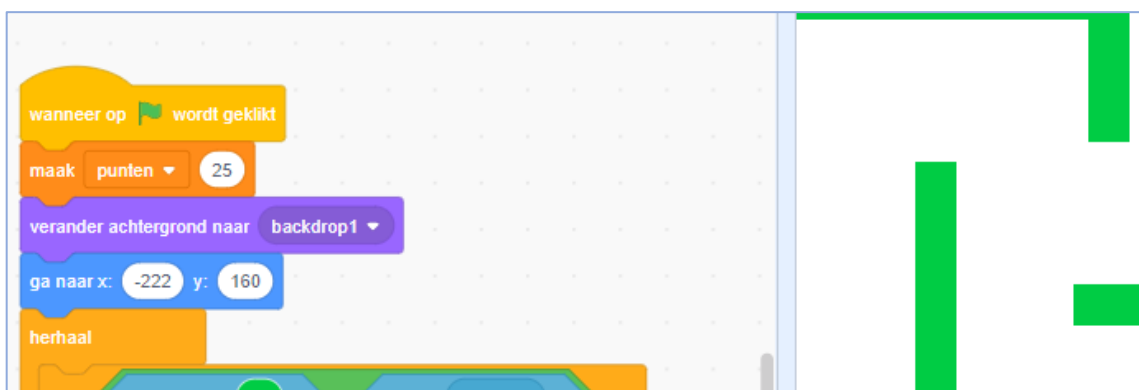 wanneer op wordt geklikt
maak punten 25
verander achtergrond naar backdrop1
ga naar x: -222 y: 160
herhaal